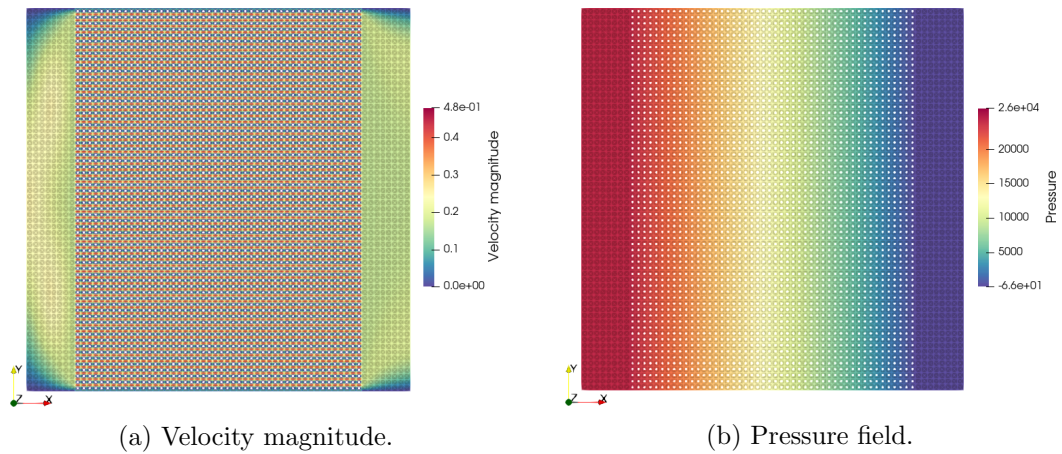 4.8e-01
0.4
0.3
0.2
0.1
0.0e+00
Velocity magnitude
Y
Z
X
(a) Velocity magnitude.
2.6e+04
20000
15000
10000
5000
-6.6e+01
Pressure
Y
Z
X
(b) Pressure field.